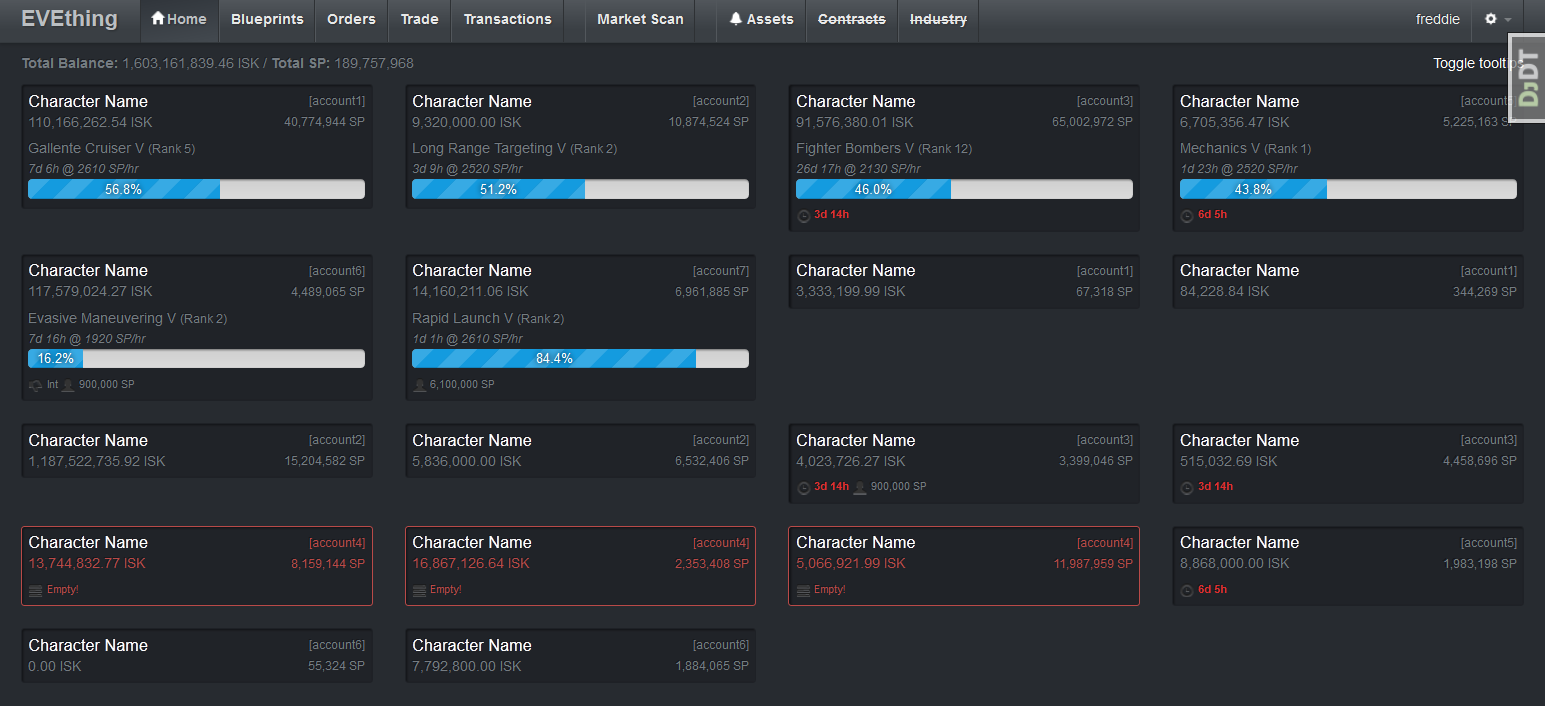 EVEthing Home Blueprints Orders Trade Transactions Market Scan Assets Contracts Industry freddie
Total Balance: 1,603,161,839.46 ISK / Total SP: 189,757,968 Toggle tooltips
DjDT
Character Name [account1] Character Name [account2] Character Name [account3] Character Name [account5]
110,166,262.54 ISK 40,774,944 SP 9,320,000.00 ISK 10,874,524 SP 91,576,380.01 ISK 65,002,972 SP 6,705,356.47 ISK 5,225,163 SP
Gallente Cruiser V (Rank 5) Long Range Targeting V (Rank 2) Fighter Bombers V (Rank 12) Mechanics V (Rank 1)
7d 6h @ 2610 SP/hr 3d 9h @ 2520 SP/hr 26d 17h @ 2130 SP/hr 1d 23h @ 2520 SP/hr
56.8% 51.2% 46.0% 43.8%
3d 14h 6d 5h
Character Name [account6] Character Name [account7] Character Name [account1] Character Name [account1]
117,579,024.27 ISK 4,489,065 SP 14,160,211.06 ISK 6,961,885 SP 3,333,199.99 ISK 67,318 SP 84,228.84 ISK 344,269 SP
Evasive Maneuvering V (Rank 2) Rapid Launch V (Rank 2)
7d 16h @ 1920 SP/hr 1d 1h @ 2610 SP/hr
16.2% 84.4%
Int 900,000 SP 6,100,000 SP
Character Name [account2] Character Name [account2] Character Name [account3] Character Name [account3]
1,187,522,735.92 ISK 15,204,582 SP 5,836,000.00 ISK 6,532,406 SP 4,023,726.27 ISK 3,399,046 SP 515,032.69 ISK 4,458,696 SP
3d 14h 900,000 SP 3d 14h
Character Name [account4] Character Name [account4] Character Name [account4] Character Name [account5]
13,744,832.77 ISK 8,159,144 SP 16,867,126.64 ISK 2,353,408 SP 5,066,921.99 ISK 11,987,959 SP 8,868,000.00 ISK 1,983,198 SP
Empty! Empty! Empty! 6d 5h
Character Name [account6] Character Name [account6]
0.00 ISK 55,324 SP 7,792,800.00 ISK 1,884,065 SP